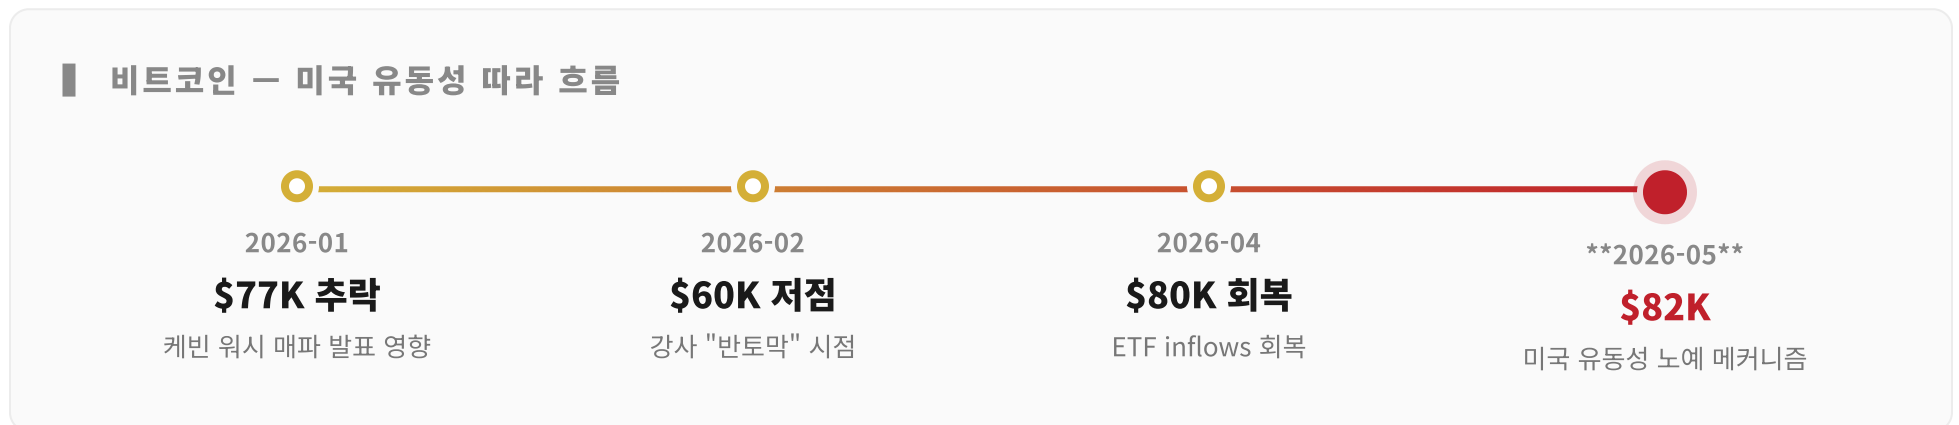 비트코인 — 미국 유동성 따라 흐름
2026-01
$77K 추락
케빈 워시 매파 발표 영향
2026-02
$60K 저점
강사 "반토막" 시점
2026-04
$80K 회복
ETF inflows 회복
**2026-05**
$82K
미국 유동성 노예 메커니즘